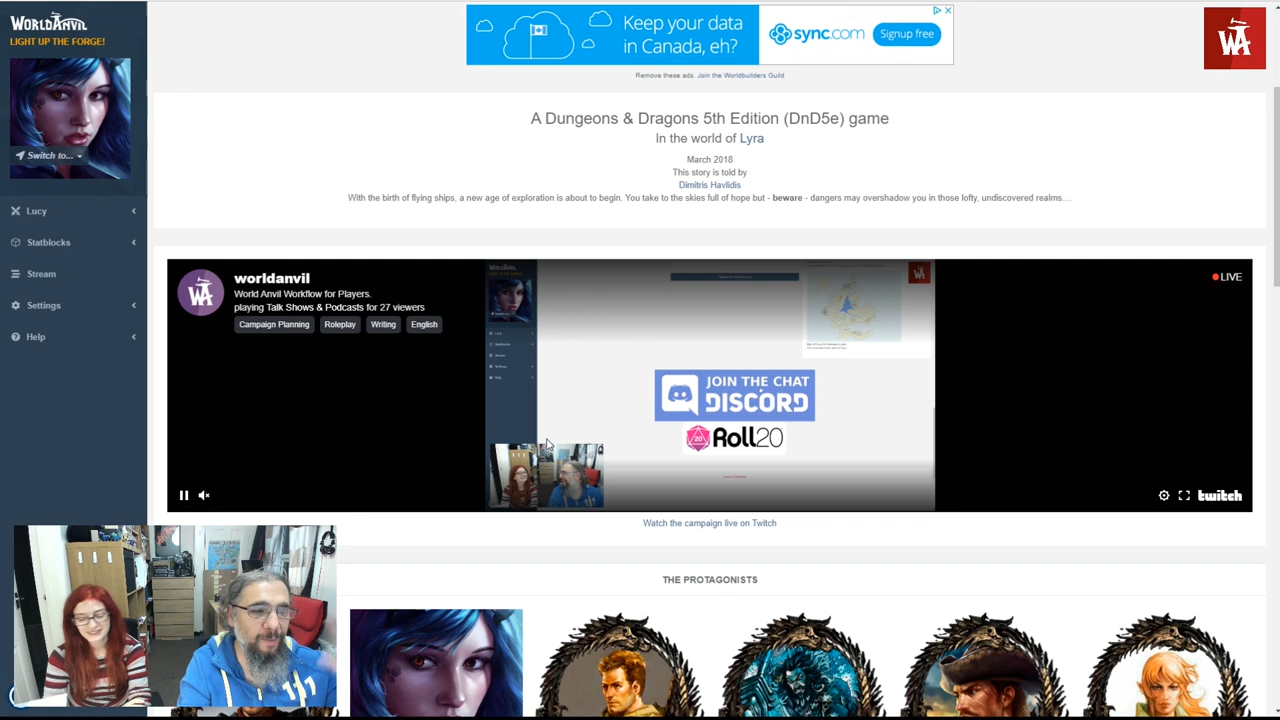 WORLDANVIL
LIGHT UP THE FORGE!
Switch to...
Lucy
Statblocks
Stream
Settings
Help
Keep your data
in Canada, eh?
sync.com
Signup free
Remove these ads. Join the Worldbuilders Guild
WA
A Dungeons & Dragons 5th Edition (DnD5e) game
In the world of Lyra
March 2018
This story is told by
Dimitris Havlidis
With the birth of flying ships, a new age of exploration is about to begin. You take to the skies full of hope but - beware - dangers may overshadow you in those lofty, undiscovered realms....
WA
worldanvil
World Anvil Workflow for Players.
playing Talk Shows & Podcasts for 27 viewers
Campaign Planning
Roleplay
Writing
English
LIVE
JOIN THE CHAT
DISCORD
20
Roll20
twitch
Watch the campaign live on Twitch
THE PROTAGONISTS